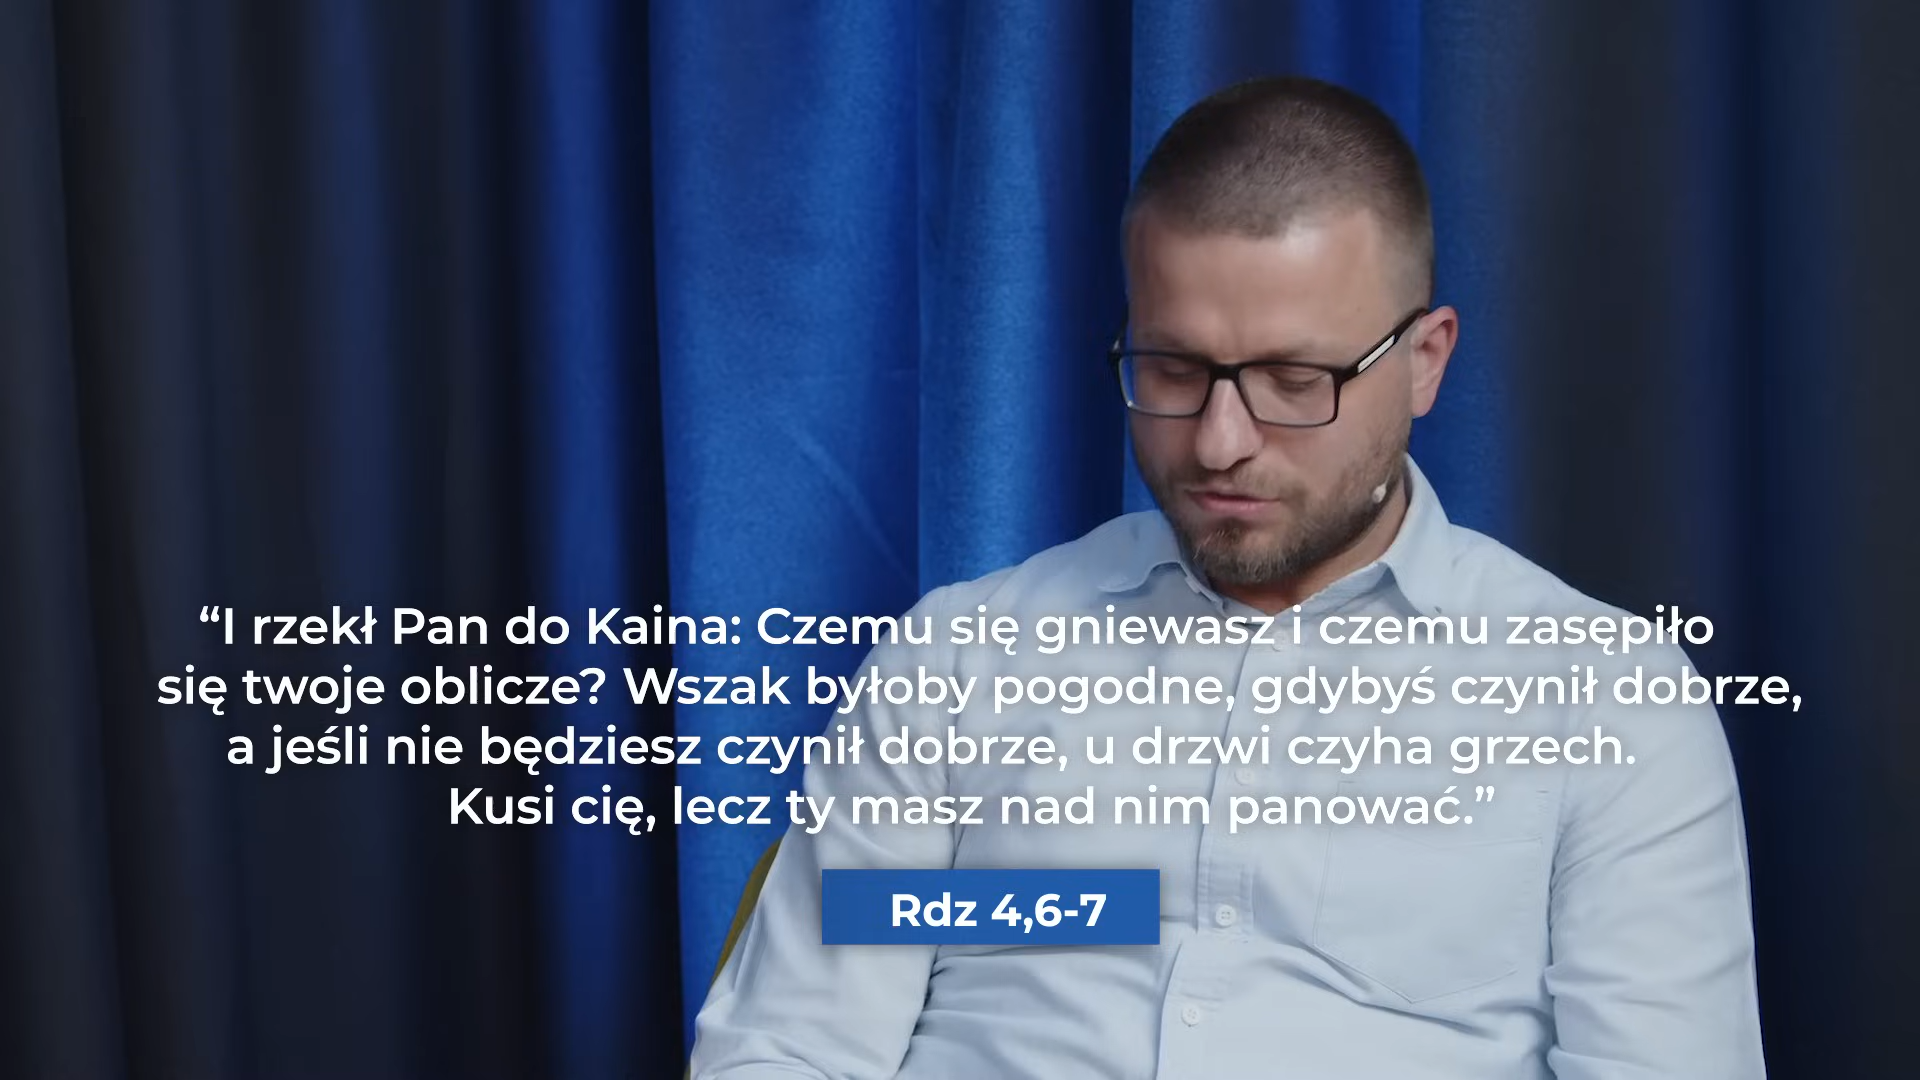 “I rzekł Pan do Kaina: Czemu się gniewasz i czemu zasępiło
się twoje oblicze? Wszak byłoby pogodne, gdybyś czynił dobrze,
a jeśli nie będziesz czynił dobrze, u drzwi czyha grzech.
Kusi cię, lecz ty masz nad nim panować.”
Rdz 4,6-7